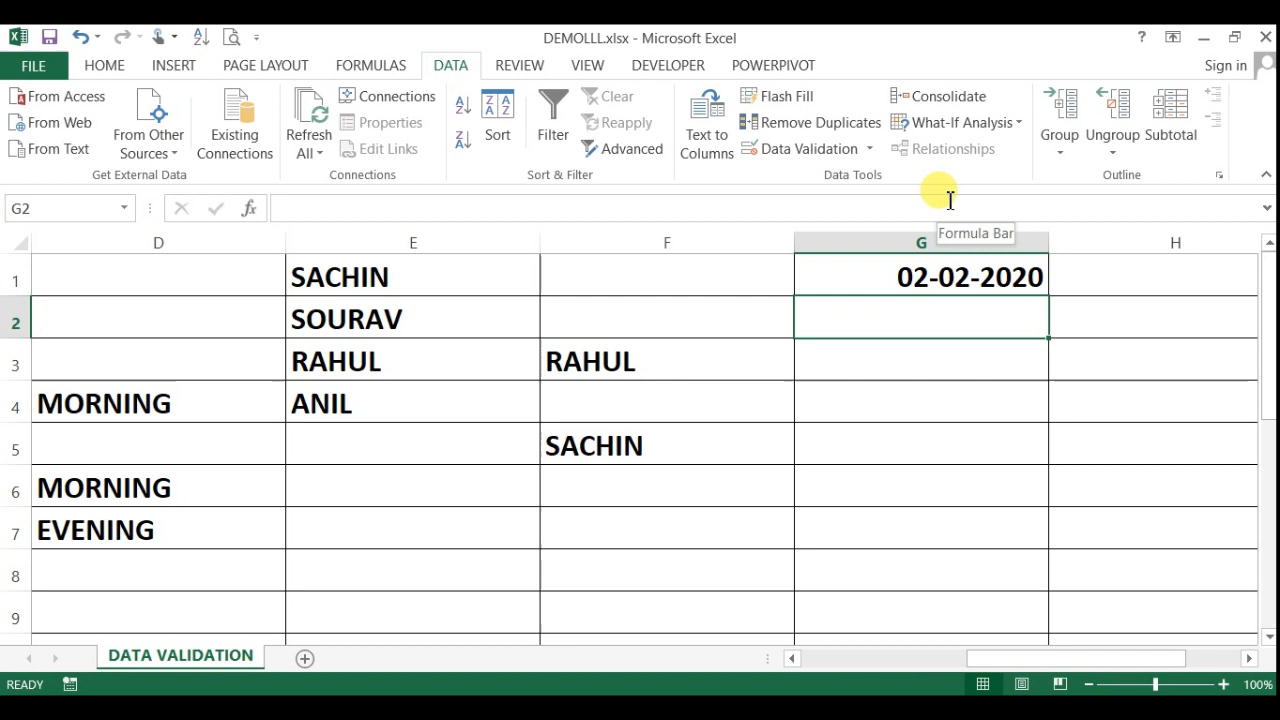 DEMOLLL.xlsx - Microsoft Excel
?
FILE HOME INSERT PAGE LAYOUT FORMULAS DATA REVIEW VIEW DEVELOPER POWERPIVOT Sign in
From Access
From Web
From Text
From Other
Sources
Existing
Connections
Get External Data
Refresh
All
Connections
Properties
Edit Links
Connections
Sort
Filter
Clear
Reapply
Advanced
Sort & Filter
Text to
Columns
Flash Fill
Remove Duplicates
Data Validation
Consolidate
What-If Analysis
Relationships
Data Tools
Group
Ungroup
Subtotal
Outline
G2
fx
Formula Bar
D E F G H
1 SACHIN 02-02-2020
2 SOURAV
3 RAHUL RAHUL
4 MORNING ANIL
5 SACHIN
6 MORNING
7 EVENING
8
9
DATA VALIDATION
READY 100%